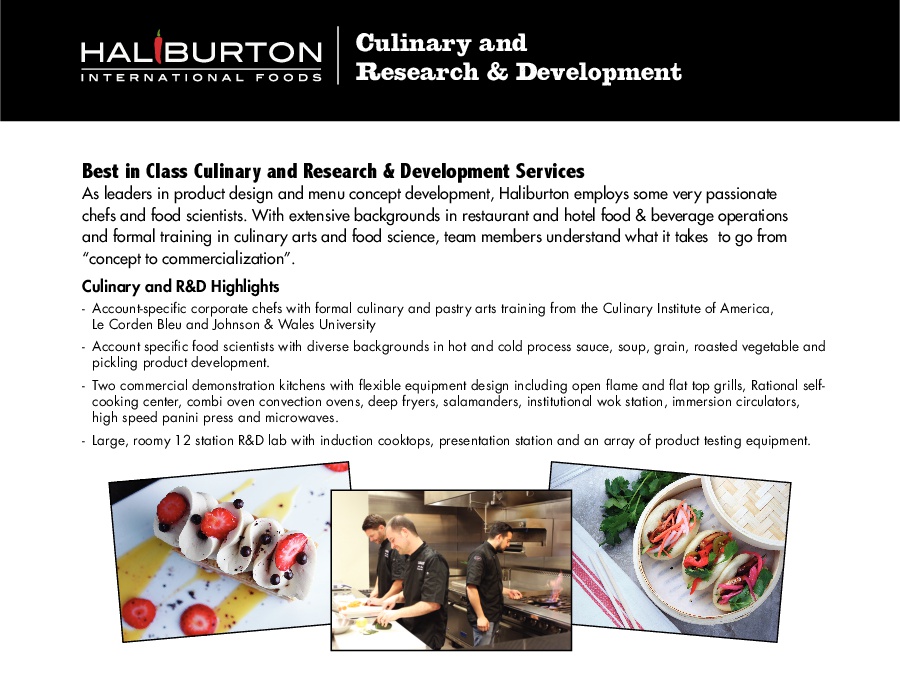 HALIBURTON
INTERNATIONAL FOODS
Culinary and
Research & Development
Best in Class Culinary and Research & Development Services
As leaders in product design and menu concept development, Haliburton employs some very passionate
chefs and food scientists. With extensive backgrounds in restaurant and hotel food & beverage operations
and formal training in culinary arts and food science, team members understand what it takes  to go from
“concept to commercialization”.
Culinary and R&D Highlights
- Account-specific corporate chefs with formal culinary and pastry arts training from the Culinary Institute of America,
Le Corden Bleu and Johnson & Wales University
- Account specific food scientists with diverse backgrounds in hot and cold process sauce, soup, grain, roasted vegetable and
pickling product development.
- Two commercial demonstration kitchens with flexible equipment design including open flame and flat top grills, Rational self-
cooking center, combi oven convection ovens, deep fryers, salamanders, institutional wok station, immersion circulators,
high speed panini press and microwaves.
- Large, roomy 12 station R&D lab with induction cooktops, presentation station and an array of product testing equipment.